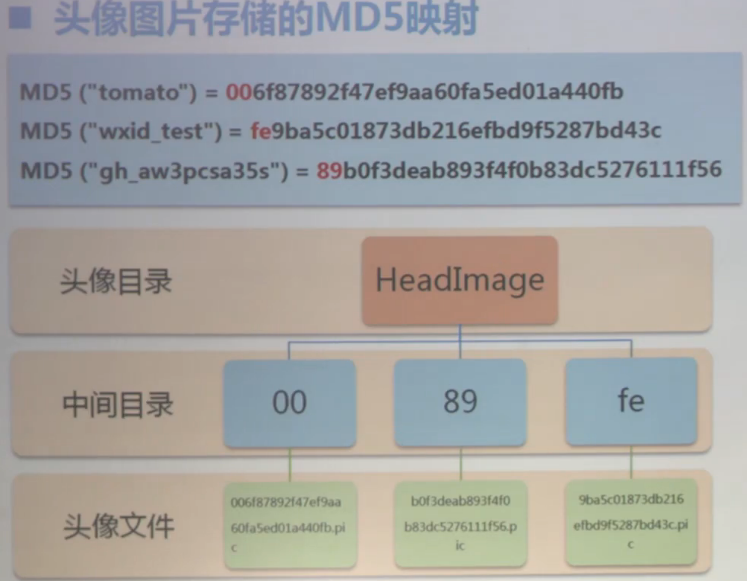 头像图片存储的MD5映射
MD5 ("tomato") = 006f87892f47ef9aa60fa5ed01a440fb
MD5 ("wxid_test") = fe9ba5c01873db216efbd9f5287bd43c
MD5 ("gh_aw3pcsa35s") = 89b0f3deab893f4f0b83dc5276111f56
头像目录
HeadImage
中间目录
00
89
fe
头像文件
006f87892f47ef9aa
60fa5ed01a440fb.pi
c
b0f3deab893f4f0
b83dc5276111f56.p
ic
9ba5c01873db216
efbd9f5287bd43c.pi
c